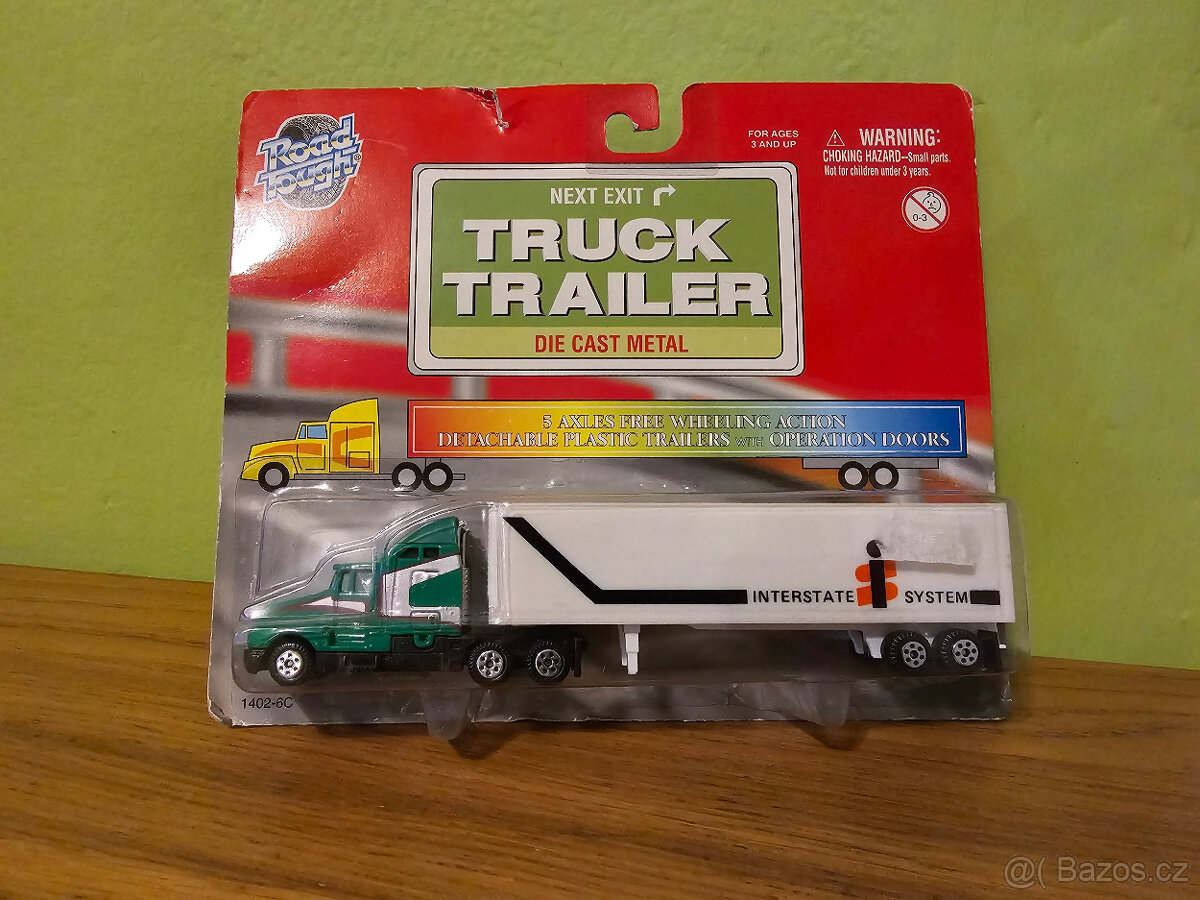 Road
Tough®
FOR AGES
3 AND UP
WARNING:
CHOKING HAZARD--Small parts.
Not for children under 3 years.
0-3
NEXT EXIT
TRUCK
TRAILER
DIE CAST METAL
5 AXLES FREE WHEELING ACTION
DETACHABLE PLASTIC TRAILERS WITH OPERATION DOORS
INTERSTATE iS SYSTEM
1402-6C
@( Bazos.cz